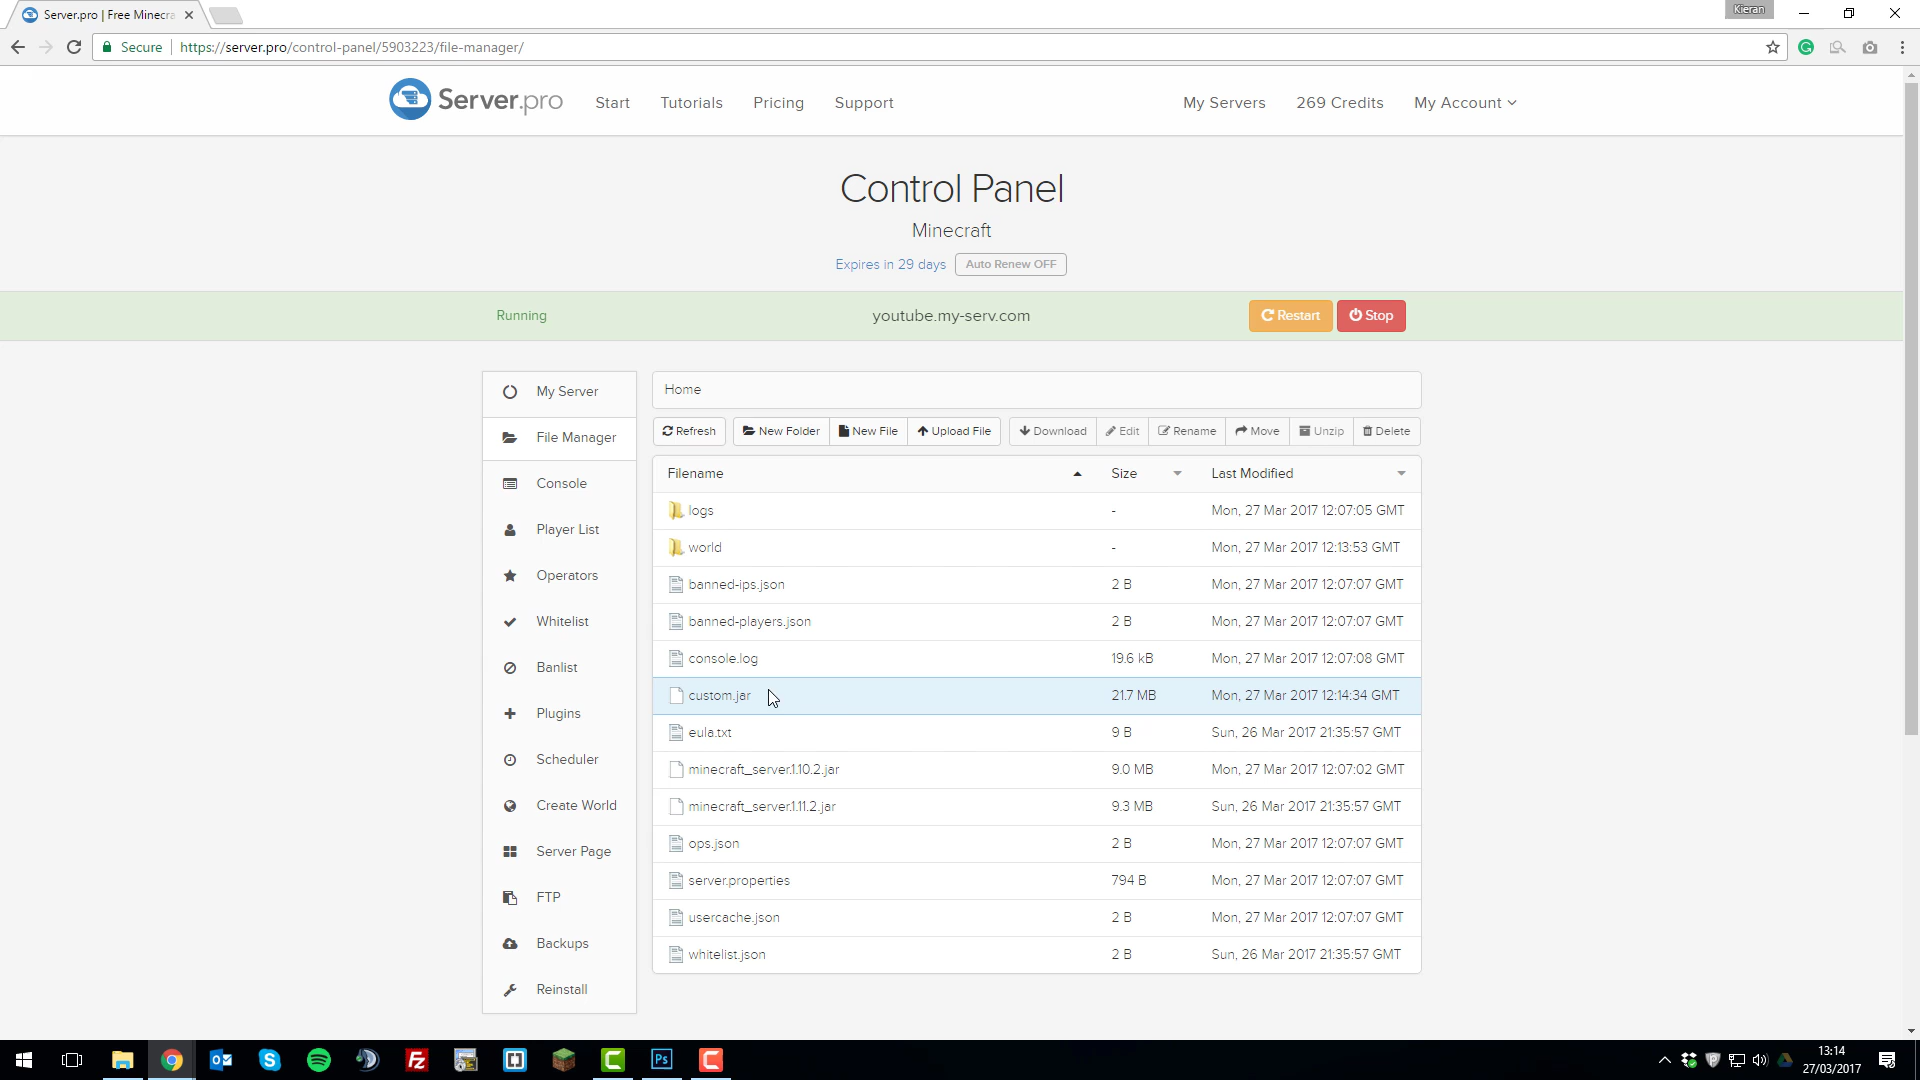 Server.pro | Free Minecra
Kieran
Secure https://server.pro/control-panel/5903223/file-manager/
Server.pro Start Tutorials Pricing Support My Servers 269 Credits My Account
Control Panel
Minecraft
Expires in 29 days Auto Renew OFF
Running youtube.my-serv.com Restart Stop
My Server
File Manager
Console
Player List
Operators
Whitelist
Banlist
Plugins
Scheduler
Create World
Server Page
FTP
Backups
Reinstall
Home
Refresh New Folder New File Upload File Download Edit Rename Move Unzip Delete
Filename Size Last Modified
logs - Mon, 27 Mar 2017 12:07:05 GMT
world - Mon, 27 Mar 2017 12:13:53 GMT
banned-ips.json 2 B Mon, 27 Mar 2017 12:07:07 GMT
banned-players.json 2 B Mon, 27 Mar 2017 12:07:07 GMT
console.log 19.6 kB Mon, 27 Mar 2017 12:07:08 GMT
custom.jar 21.7 MB Mon, 27 Mar 2017 12:14:34 GMT
eula.txt 9 B Sun, 26 Mar 2017 21:35:57 GMT
minecraft_server.1.10.2.jar 9.0 MB Mon, 27 Mar 2017 12:07:02 GMT
minecraft_server.1.11.2.jar 9.3 MB Sun, 26 Mar 2017 21:35:57 GMT
ops.json 2 B Mon, 27 Mar 2017 12:07:07 GMT
server.properties 794 B Mon, 27 Mar 2017 12:07:07 GMT
usercache.json 2 B Mon, 27 Mar 2017 12:07:07 GMT
whitelist.json 2 B Sun, 26 Mar 2017 21:35:57 GMT
13:14
27/03/2017